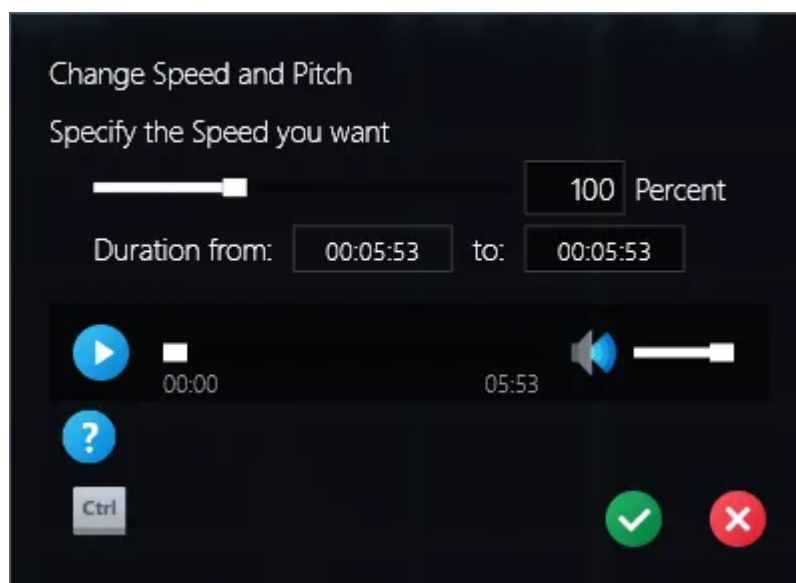 Change Speed and Pitch
Specify the Speed you want
100 Percent
Duration from: 00:05:53 to: 00:05:53
00:00 05:53
?
Ctrl